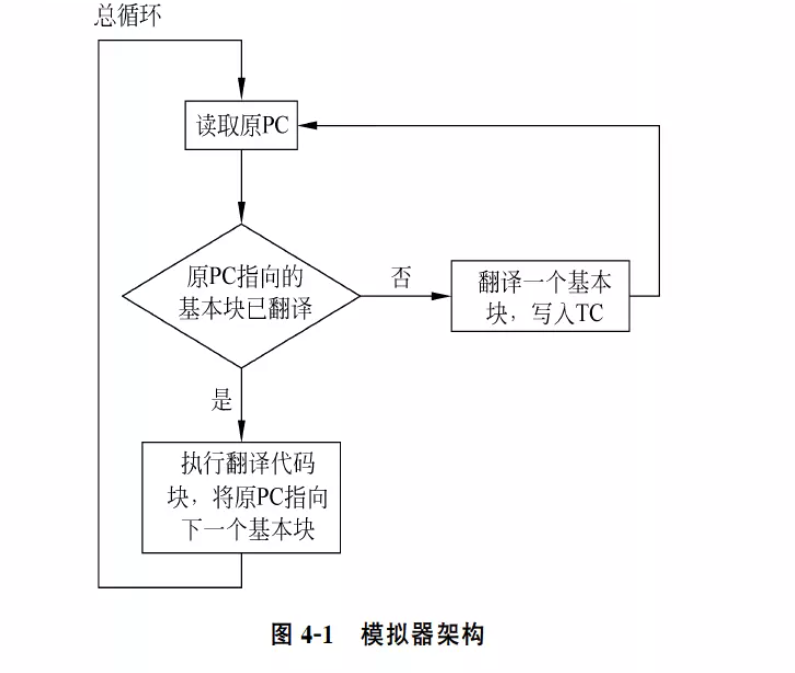 总循环
读取原PC
原PC指向的
基本块已翻译
否
翻译一个基本
块，写入TC
是
执行翻译代码
块，将原PC指向
下一个基本块
图 4-1 模拟器架构